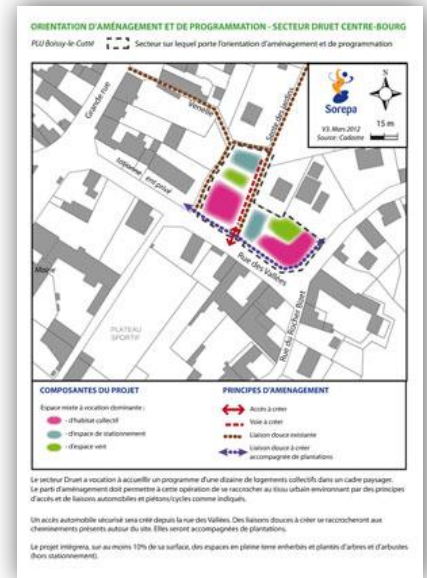 ORIENTATION D'AMÉNAGEMENT ET DE PROGRAMMATION - SECTEUR DRUET CENTRE-BOURG
PLU Boissy-le-Cutté
Secteur sur lequel porte l'orientation d'aménagement et de programmation
Grande rue
Venelle
Sente des jardins
Sorepa
V3. Mars 2012
Source : Cadastre
15 m
ent privé
Rue des Vallées
Mairie
PLATEAU
SPORTIF
Rue du Rocher Bizet
COMPOSANTES DU PROJET
Espace mixte à vocation dominante :
- d'habitat collectif
- d'espace de stationnement
- d'espace vert
PRINCIPES D'AMENAGEMENT
Accès à créer
Voie à créer
Liaison douce existante
Liaison douce à créer
accompagnée de plantations
Le secteur Druet a vocation à accueillir un programme d'une dizaine de logements collectifs dans un cadre paysager.
Le parti d'aménagement doit permettre à cette opération de se raccrocher au tissu urbain environnant par des principes
d'accès et de liaisons automobiles et piétons/cycles comme indiqués.
Un accès automobile sécurisé sera créé depuis la rue des Vallées. Des liaisons douces à créer se raccrocheront aux
cheminements présents autour du site. Elles seront accompagnées de plantations.
Le projet intégrera, sur au moins 10% de sa surface, des espaces en pleine terre enherbés et plantés d'arbres et d'arbustes
(hors stationnement).